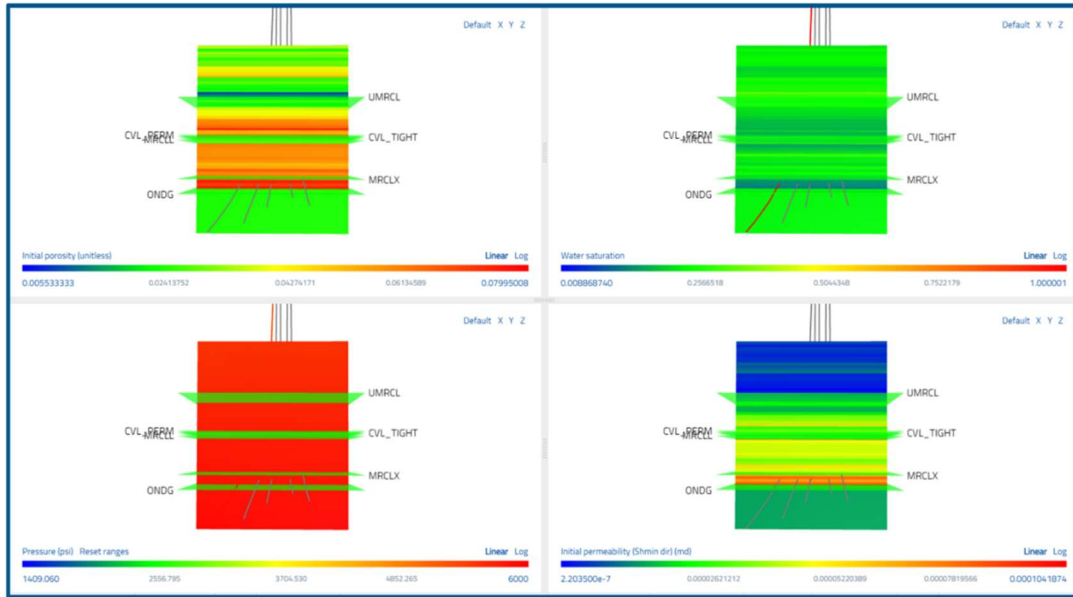 Default X Y Z
UMRCL
CVL_PERM
MRCLL
CVL_TIGHT
MRCLX
ONDG
Initial porosity (unitless)
Linear Log
0.005533333 0.02413752 0.04274171 0.06134589 0.07995008
Default X Y Z
UMRCL
CVL_PERM
MRCLL
CVL_TIGHT
MRCLX
ONDG
Water saturation
Linear Log
0.008868740 0.2566518 0.5044348 0.7522179 1.000001
Default X Y Z
UMRCL
CVL_PERM
MRCLL
CVL_TIGHT
MRCLX
ONDG
Pressure (psi) Reset ranges
Linear Log
1409.060 2556.795 3704.530 4852.265 6000
Default X Y Z
UMRCL
CVL_PERM
MRCLL
CVL_TIGHT
MRCLX
ONDG
Initial permeability (Shmin dir) (md)
Linear Log
2.203500e-7 0.00002621212 0.00005220389 0.00007819566 0.0001041874